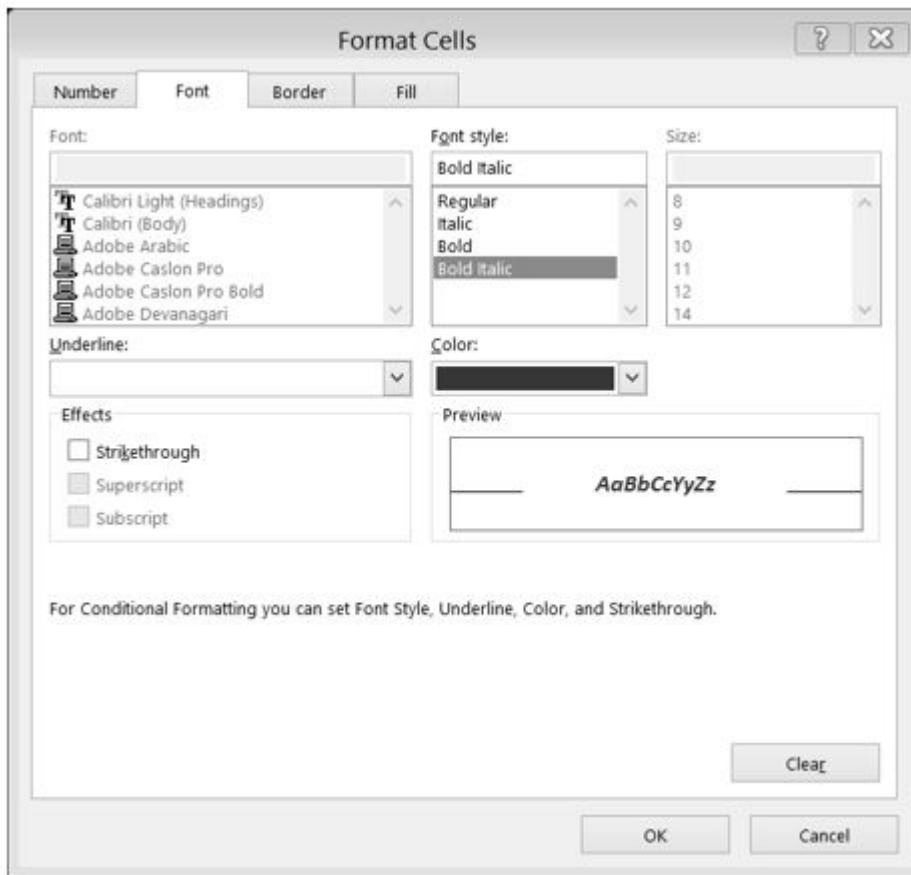 Format Cells
Number Font Border Fill
Font: Font style: Size:
Bold Italic
Calibri Light (Headings) Regular 8
Calibri (Body) Italic 9
Adobe Arabic Bold 10
Adobe Caslon Pro Bold Italic 11
Adobe Caslon Pro Bold 12
Adobe Devanagari 14
Underline: Color:
Effects Preview
Strikethrough
Superscript AaBbCcYyZz
Subscript
For Conditional Formatting you can set Font Style, Underline, Color, and Strikethrough.
Clear
OK Cancel